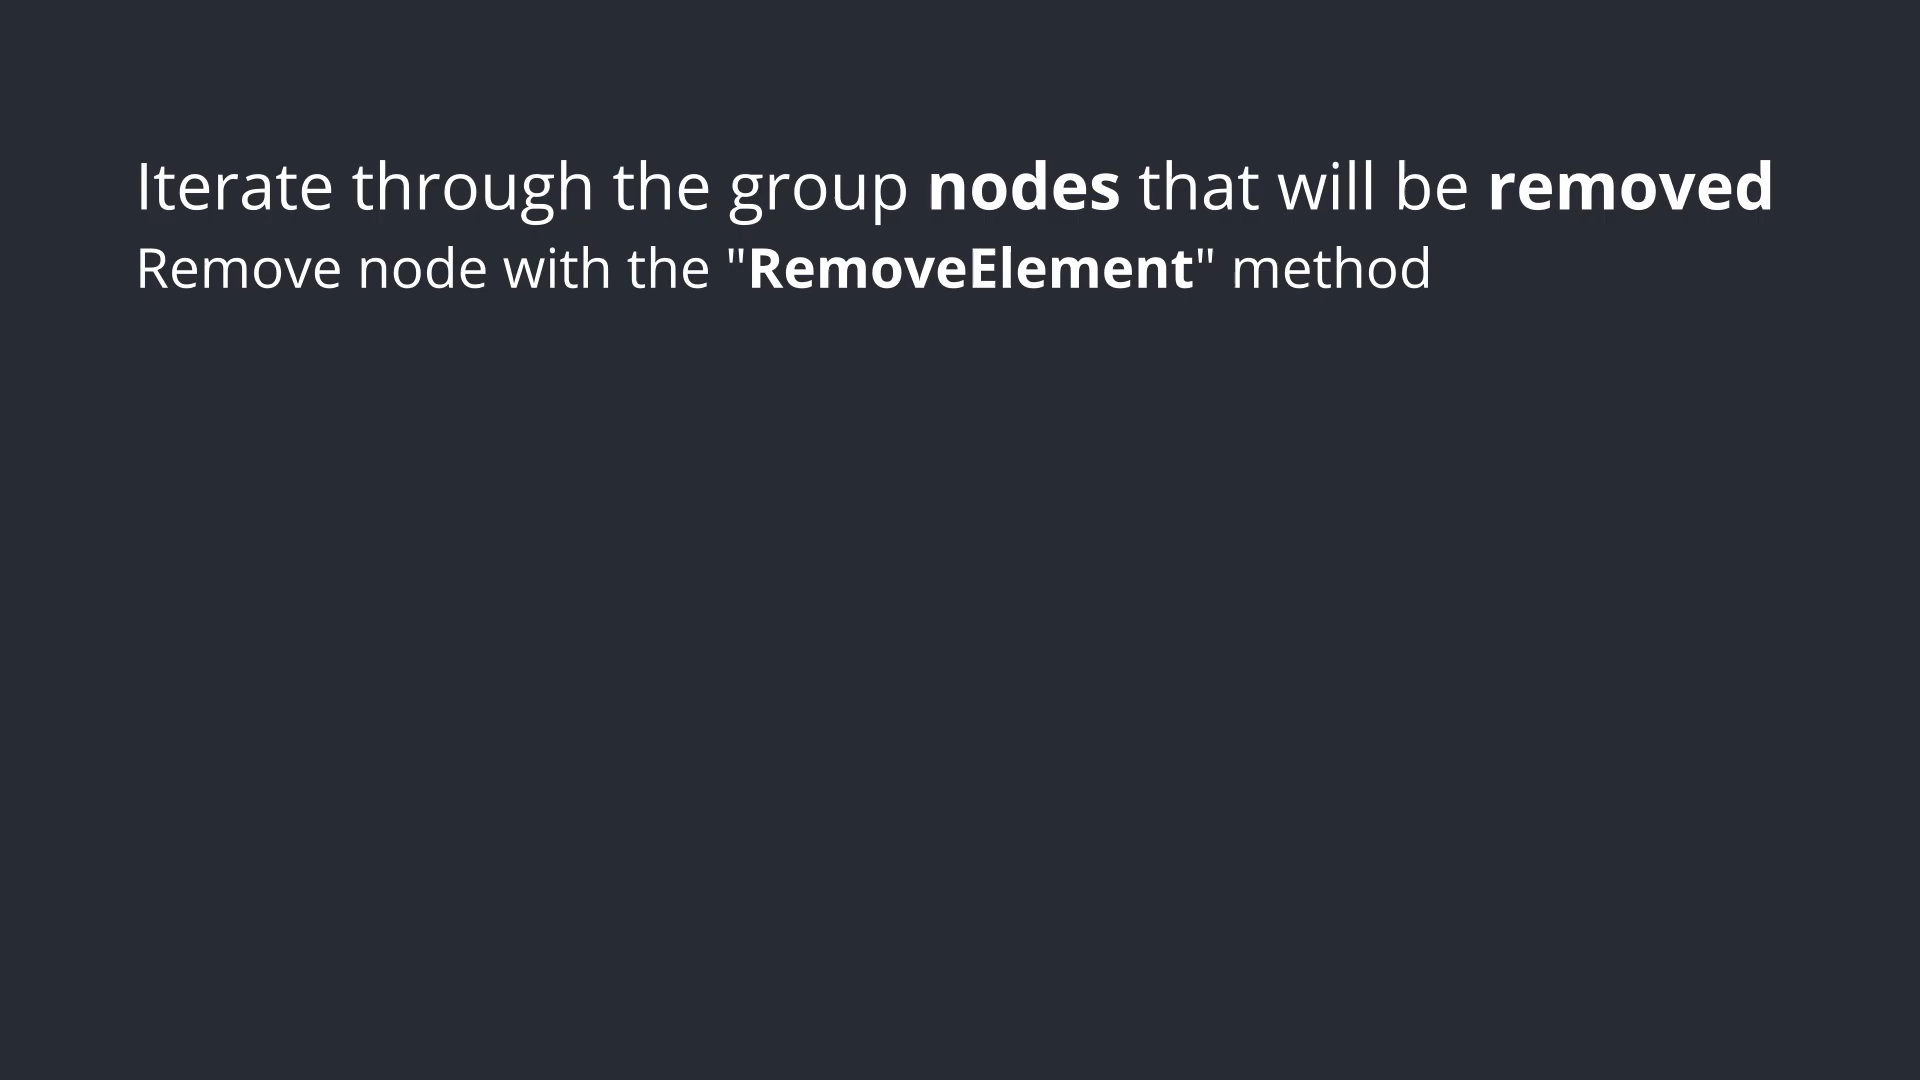 Iterate through the group nodes that will be removed
Remove node with the "RemoveElement" method